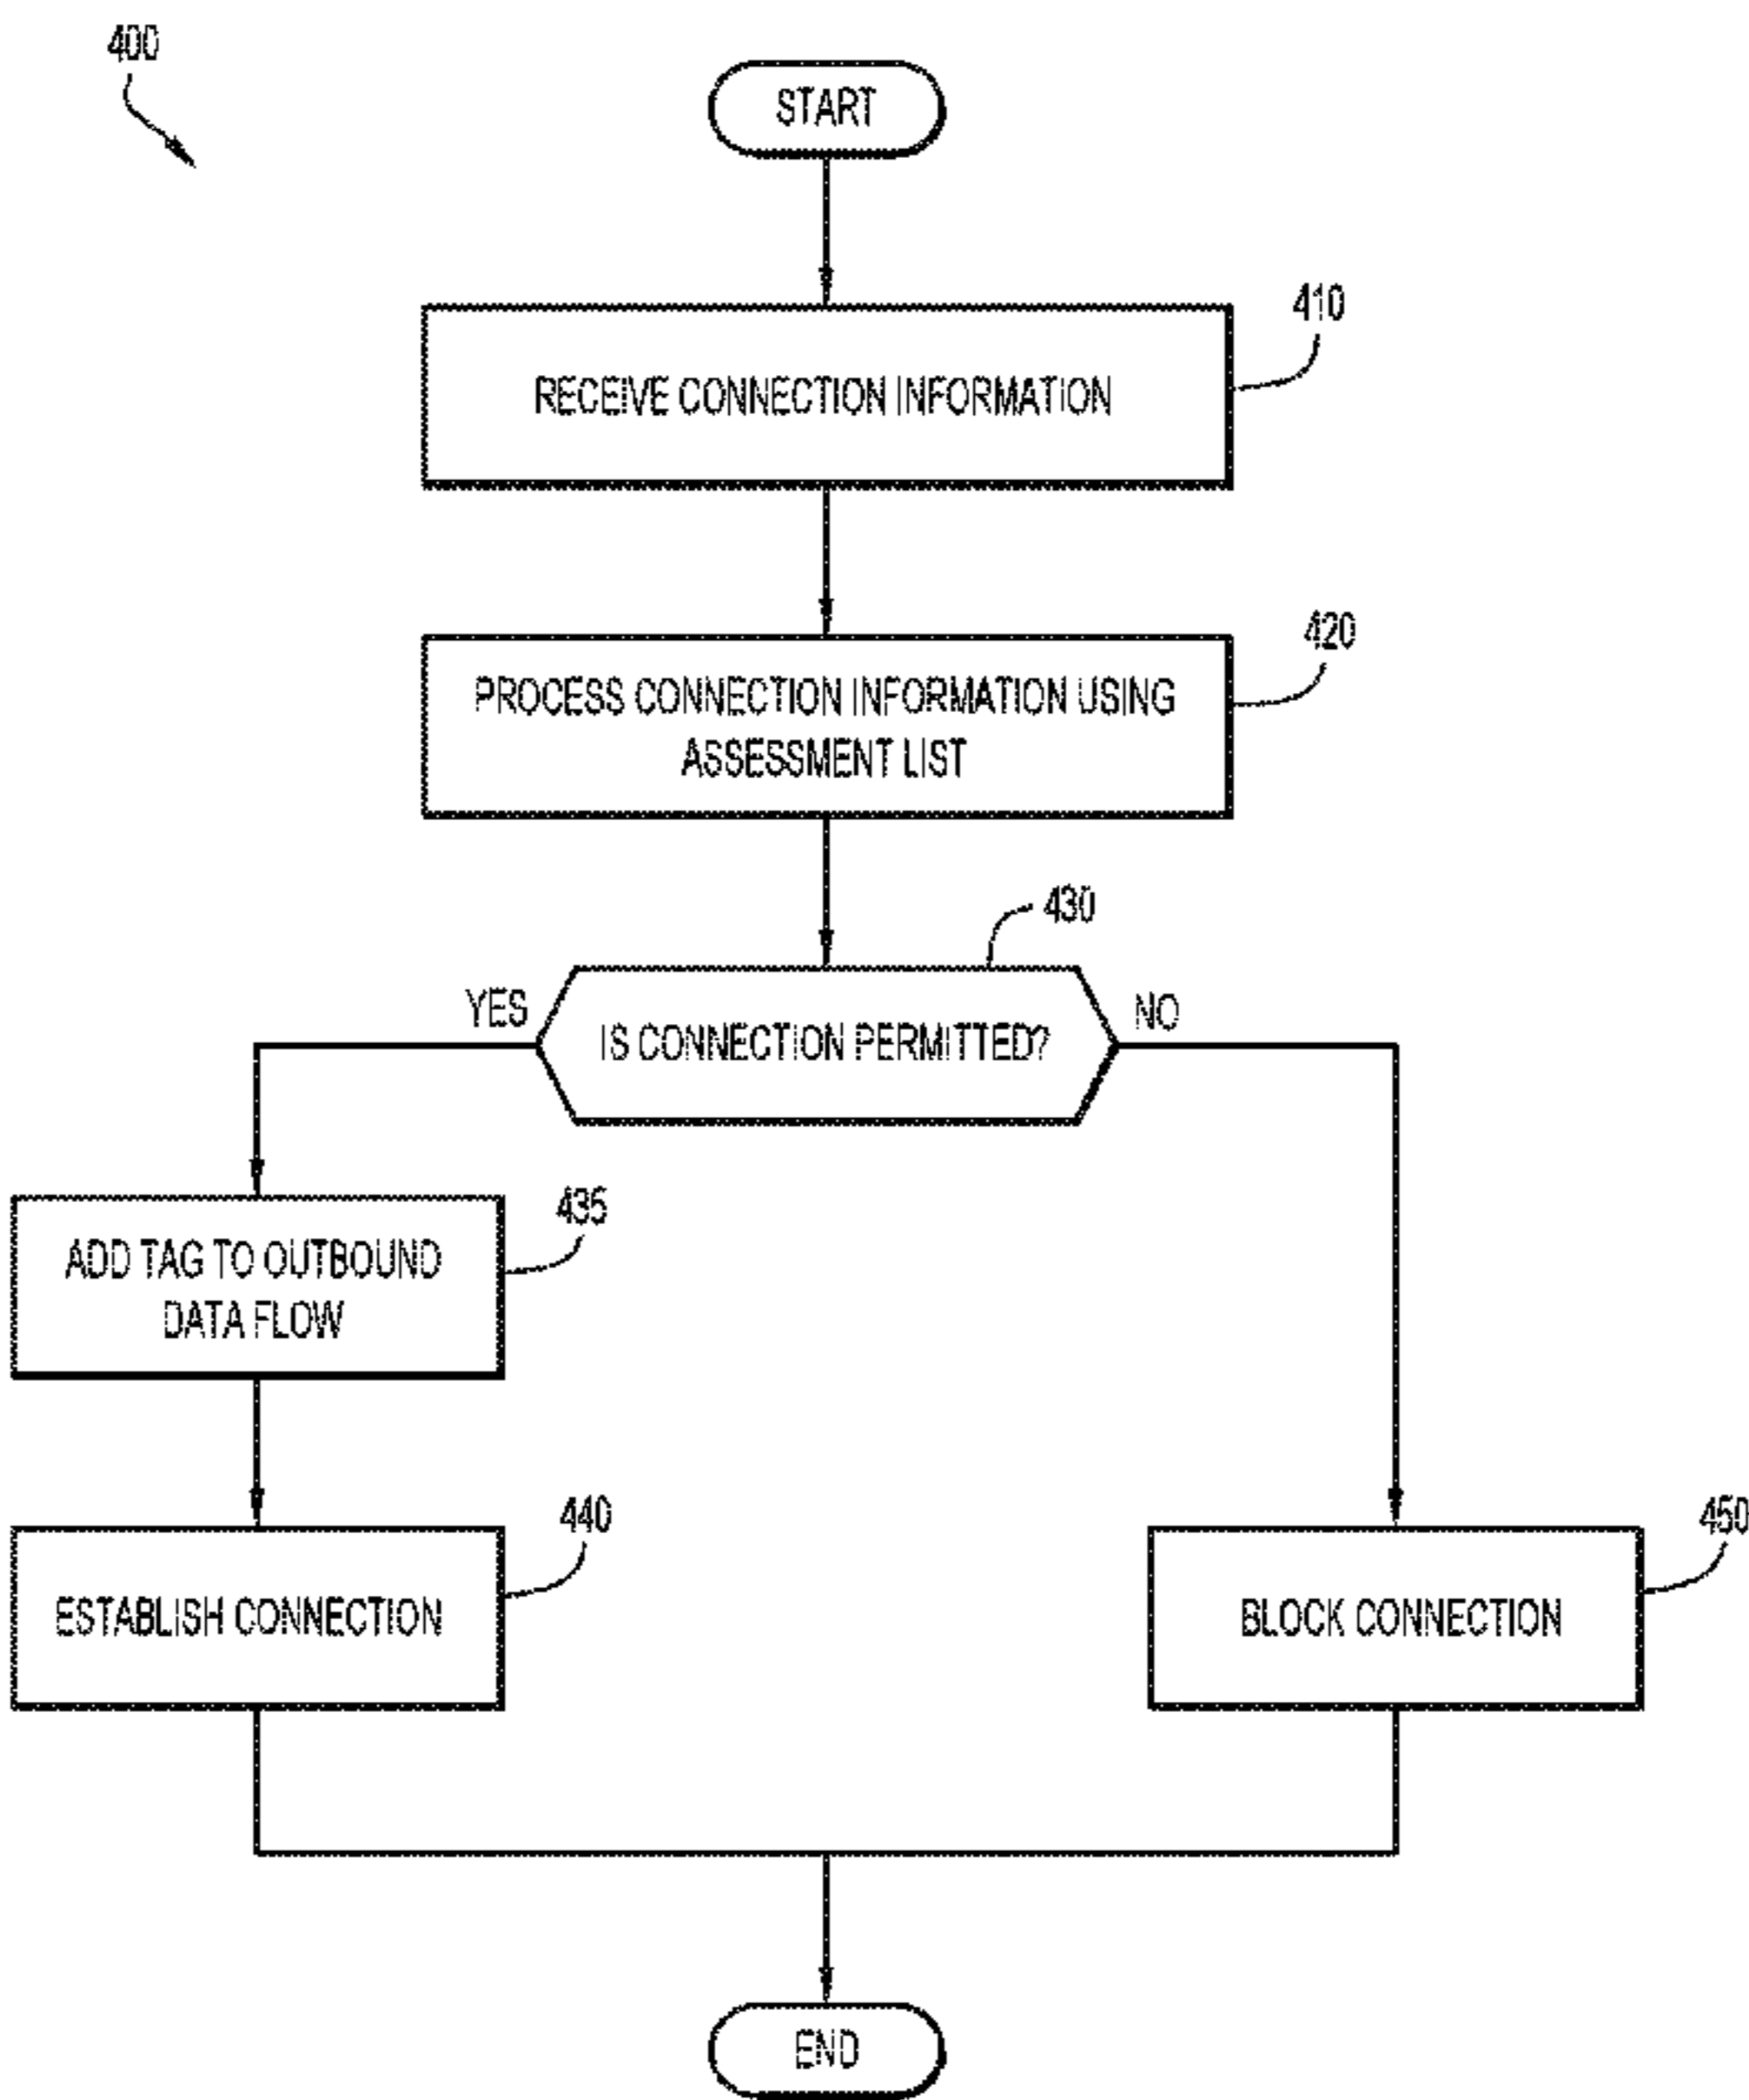 400
START
410
RECEIVE CONNECTION INFORMATION
420
PROCESS CONNECTION INFORMATION USING
ASSESSMENT LIST
430
YES
IS CONNECTION PERMITTED?
NO
435
ADD TAG TO OUTBOUND
DATA FLOW
440
ESTABLISH CONNECTION
450
BLOCK CONNECTION
END